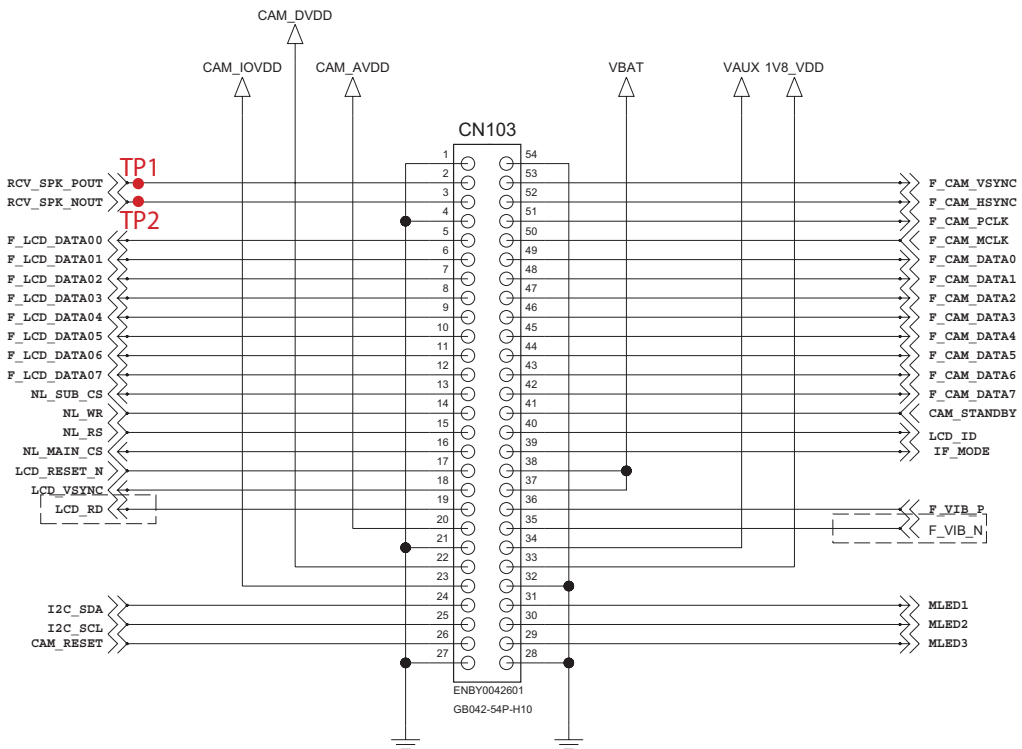 CAM_DVDD
CAM_IOVDD CAM_AVDD VBAT VAUX 1V8_VDD
CN103
1 54
TP1
RCV_SPK_POUT 2 53 F_CAM_VSYNC
RCV_SPK_NOUT 3 52 F_CAM_HSYNC
TP2
4 51 F_CAM_PCLK
F_LCD_DATA00 5 50 F_CAM_MCLK
F_LCD_DATA01 6 49 F_CAM_DATA0
F_LCD_DATA02 7 48 F_CAM_DATA1
F_LCD_DATA03 8 47 F_CAM_DATA2
F_LCD_DATA04 9 46 F_CAM_DATA3
F_LCD_DATA05 10 45 F_CAM_DATA4
F_LCD_DATA06 11 44 F_CAM_DATA5
F_LCD_DATA07 12 43 F_CAM_DATA6
NL_SUB_CS 13 42 F_CAM_DATA7
NL_WR 14 41 CAM_STANDBY
NL_RS 15 40 LCD_ID
NL_MAIN_CS 16 39 IF_MODE
LCD_RESET_N 17 38
LCD_VSYNC 18 37
LCD_RD 19 36 F_VIB_P
20 35 F_VIB_N
21 34
22 33
23 32
I2C_SDA 24 31 MLED1
I2C_SCL 25 30 MLED2
CAM_RESET 26 29 MLED3
27 28
ENBY0042601
GB042-54P-H10